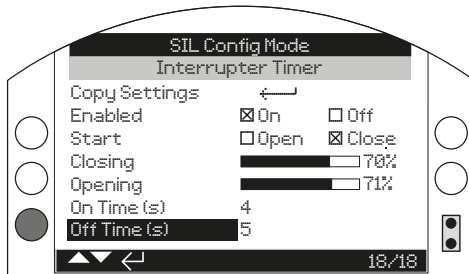 SIL Config Mode
Interrupter Timer
Copy Settings
Enabled On Off
Start Open Close
Closing 70%
Opening 71%
On Time (s) 4
Off Time (s) 5
18/18